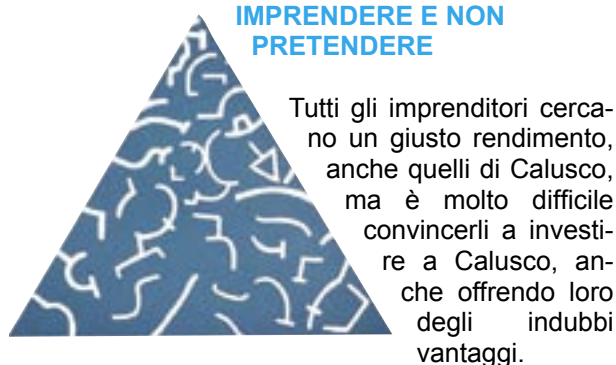 IMPRENDERE E NON
PRETENDERE
Tutti gli imprenditori cerca-
no un giusto rendimento,
anche quelli di Calusco,
ma è molto difficile
convincerli a investi-
re a Calusco, an-
che offrendo loro
degli indubbi
vantaggi.